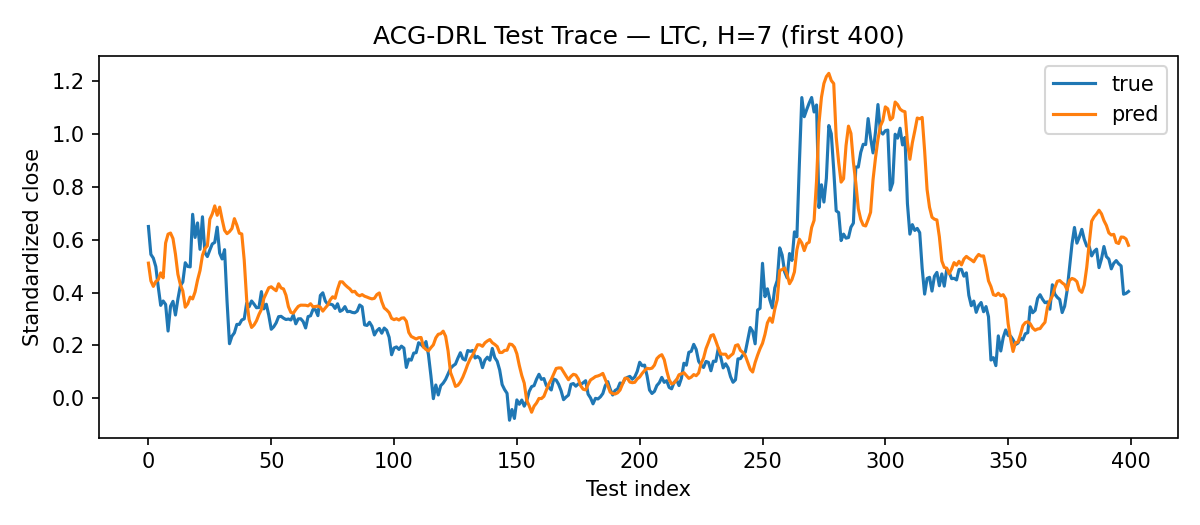 ACG-DRL Test Trace — LTC, H=7 (first 400)
true
pred
Standardized close
1.2
1.0
0.8
0.6
0.4
0.2
0.0
0 50 100 150 200 250 300 350 400
Test index